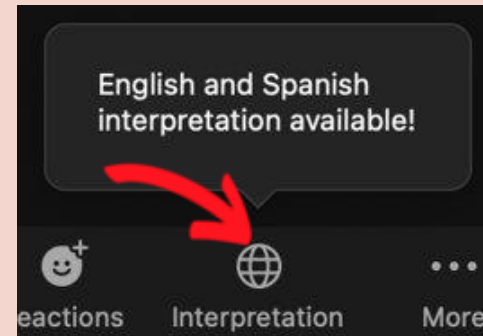 English and Spanish
interpretation available!
eactions Interpretation More